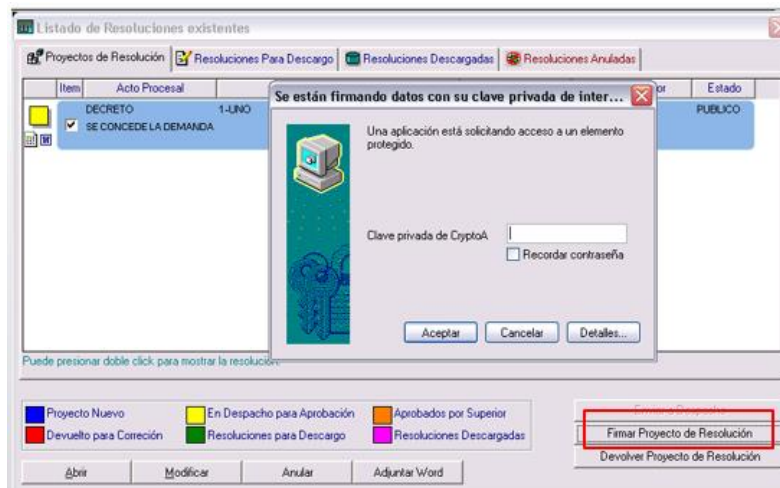 Listado de Resoluciones existentes
Proyectos de Resolución Resoluciones Para Descargo Resoluciones Descargadas Resoluciones Anuladas
Item Acto Procesal or Estado
DECRETO 1-UNO PUBLICO
SE CONCEDE LA DEMANDA
Se están firmando datos con su clave privada de inter...
Una aplicación está solicitando acceso a un elemento
protegido.
Clave privada de CryptoA
Recordar contraseña
Aceptar Cancelar Detalles...
Puede presionar doble click para mostrar la resolución.
Proyecto Nuevo En Despacho para Aprobación Aprobados por Superior
Devuelto para Correción Resoluciones para Descargo Resoluciones Descargadas
Firmar Proyecto de Resolución
Devolver Proyecto de Resolución
Abrir Modificar Anular Adjuntar Word